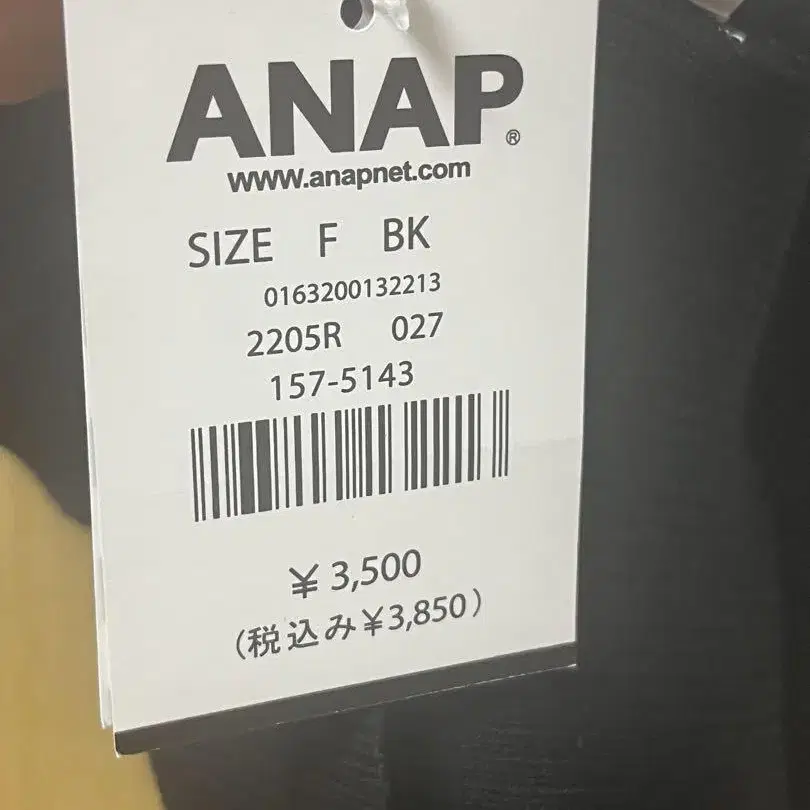 ANAP®
www.anapnet.com
SIZE F BK
0163200132213
2205R 027
157-5143
¥ 3,500
(税込み¥3,850)